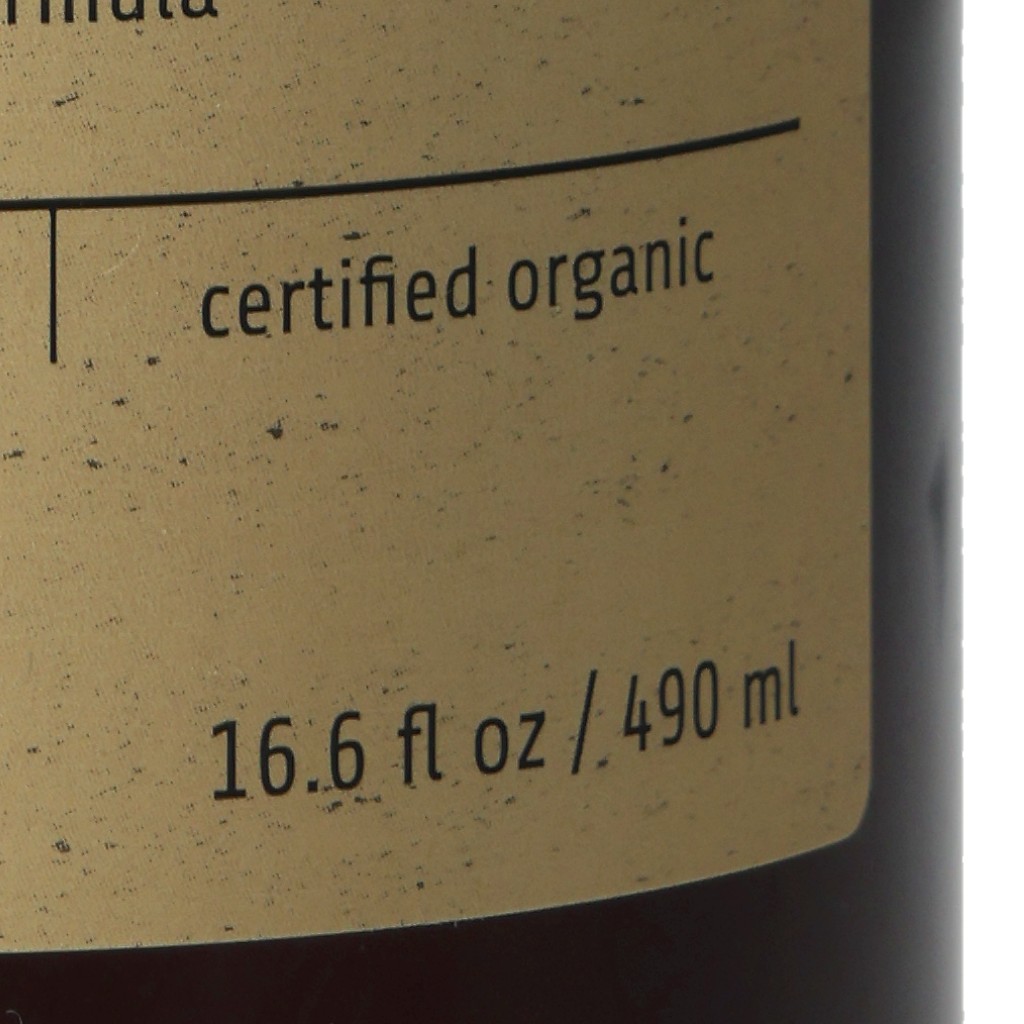 certified organic
16.6 fl oz / 490 ml